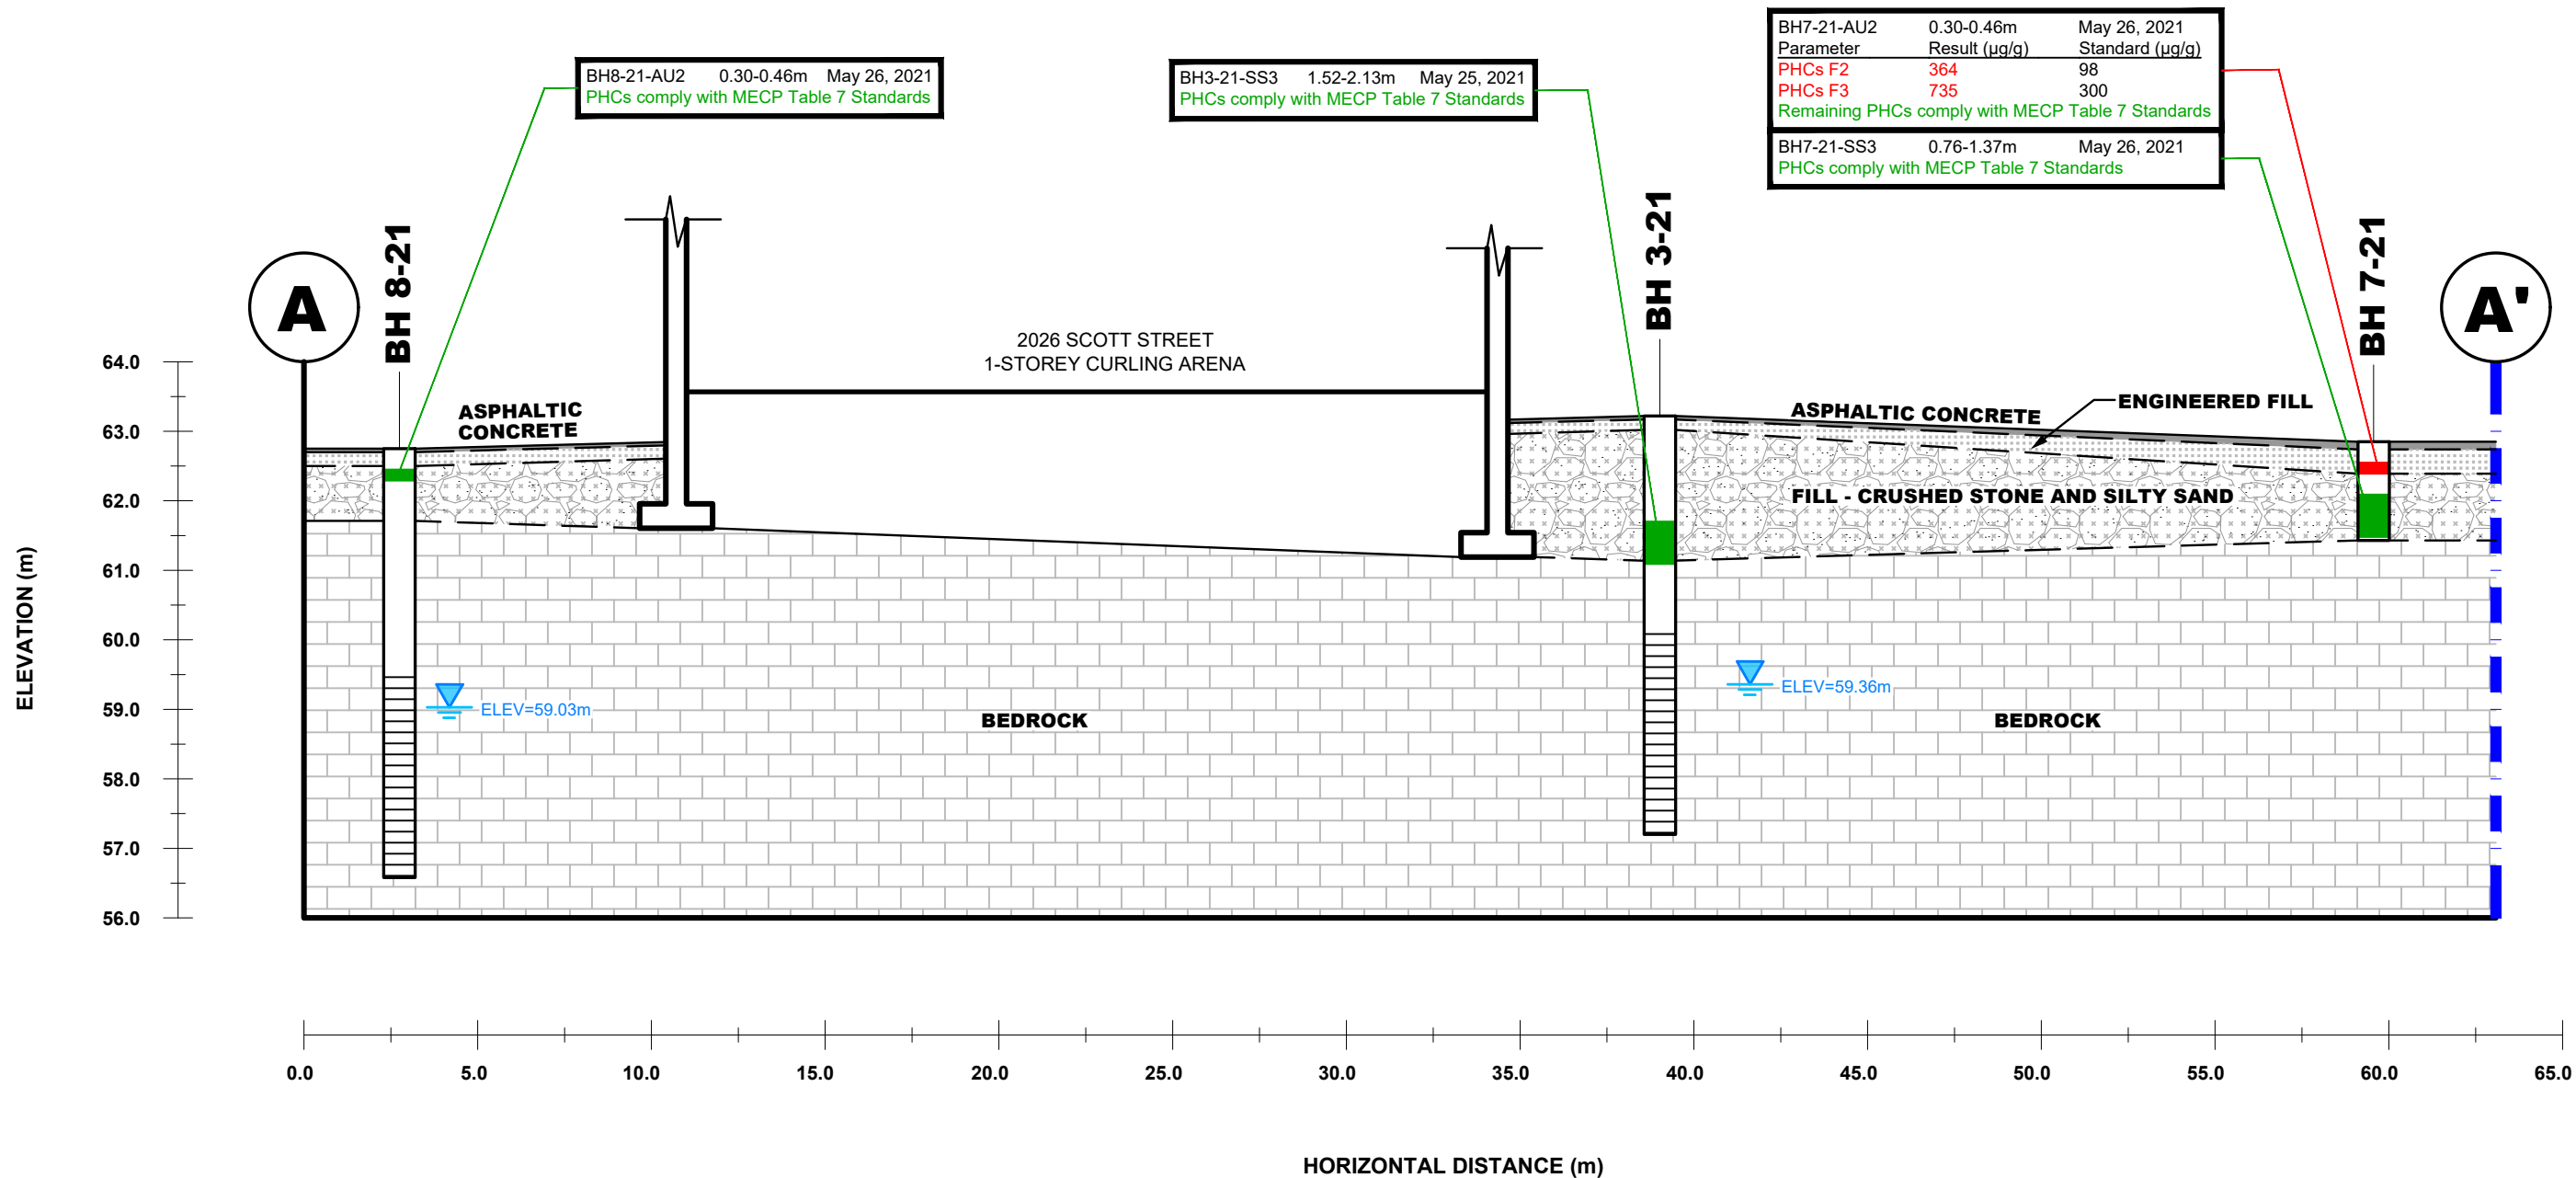 BH7-21-AU2 0.30-0.46m May 26, 2021
Parameter Result (µg/g) Standard (µg/g)
PHCs F2 364 98
PHCs F3 735 300
Remaining PHCs comply with MECP Table 7 Standards
BH7-21-SS3 0.76-1.37m May 26, 2021
PHCs comply with MECP Table 7 Standards
BH8-21-AU2 0.30-0.46m May 26, 2021
PHCs comply with MECP Table 7 Standards
BH3-21-SS3 1.52-2.13m May 25, 2021
PHCs comply with MECP Table 7 Standards
A
BH 8-21
BH 3-21
BH 7-21
A'
2026 SCOTT STREET
1-STOREY CURLING ARENA
ASPHALTIC
CONCRETE
ASPHALTIC CONCRETE
ENGINEERED FILL
FILL - CRUSHED STONE AND SILTY SAND
ELEV=59.03m
ELEV=59.36m
BEDROCK
BEDROCK
ELEVATION (m)
64.0
63.0
62.0
61.0
60.0
59.0
58.0
57.0
56.0
0.0 5.0 10.0 15.0 20.0 25.0 30.0 35.0 40.0 45.0 50.0 55.0 60.0 65.0
HORIZONTAL DISTANCE (m)